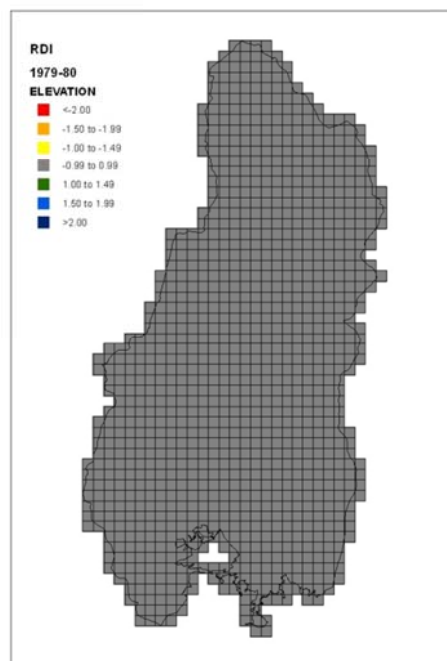 RDI
1979-80
ELEVATION
<-2.00
-1.50 to -1.99
-1.00 to -1.49
-0.99 to 0.99
1.00 to 1.49
1.50 to 1.99
>2.00